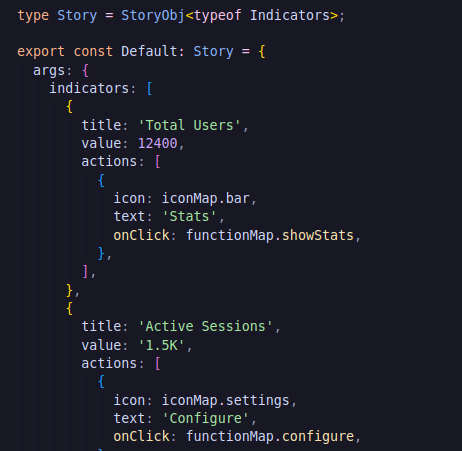 type Story = StoryObj<typeof Indicators>;
export const Default: Story = {
args: {
indicators: [
{
title: 'Total Users',
value: 12400,
actions: [
{
icon: iconMap.bar,
text: 'Stats',
onClick: functionMap.showStats,
},
],
},
{
title: 'Active Sessions',
value: '1.5K',
actions: [
{
icon: iconMap.settings,
text: 'Configure',
onClick: functionMap.configure,